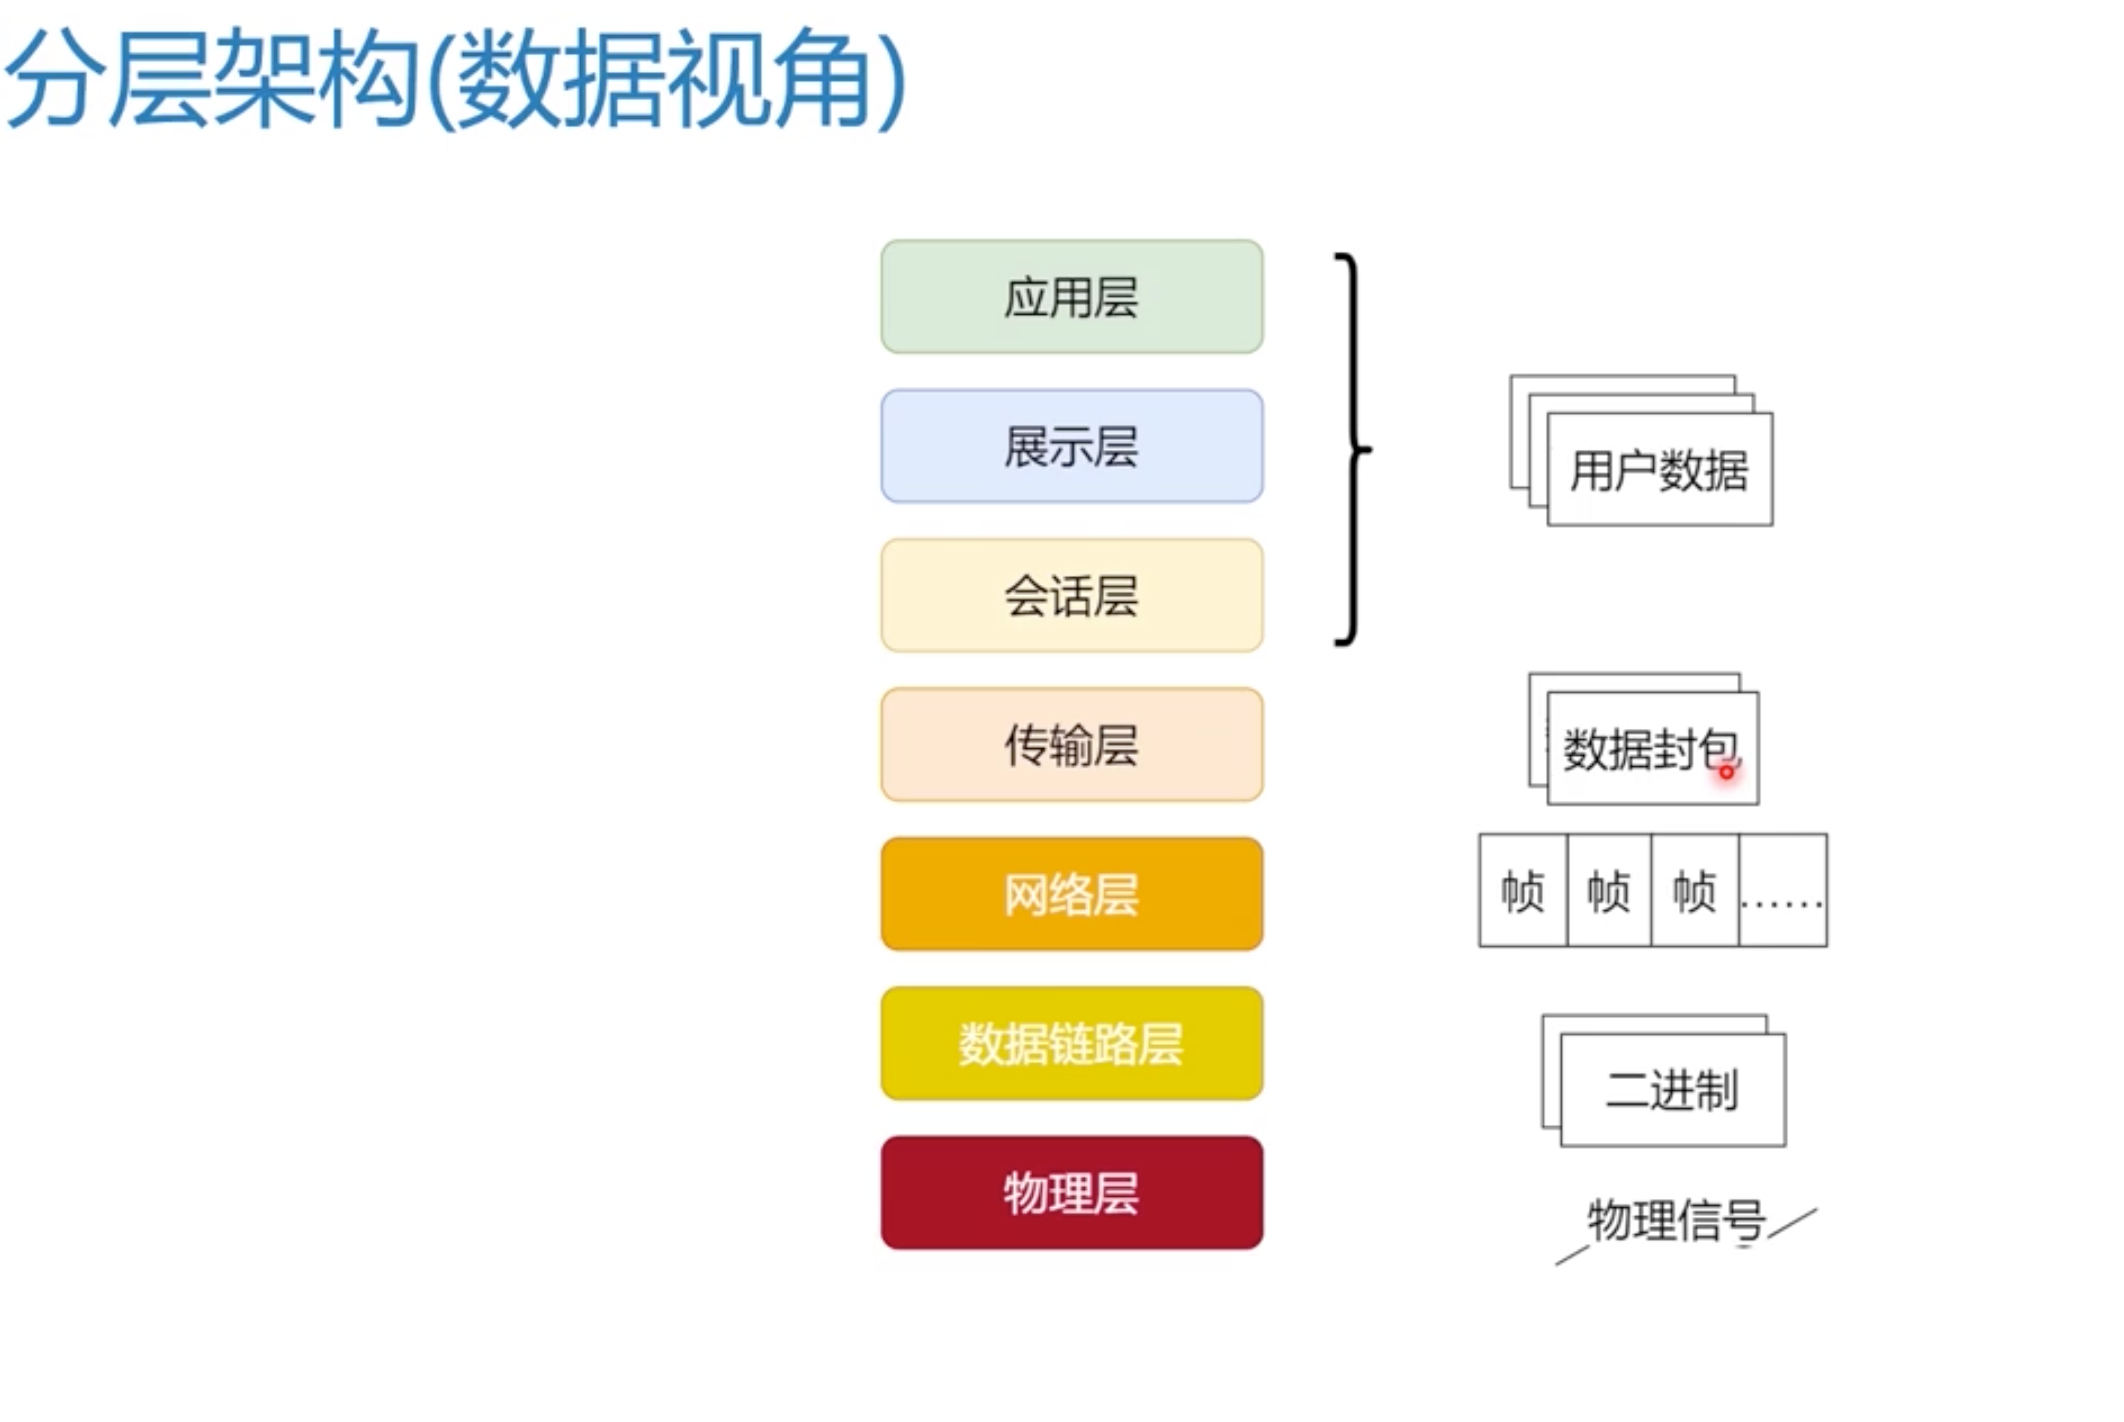 分层架构(数据视角)
应用层
展示层
会话层
用户数据
传输层
数据封包
网络层
帧 帧 帧 ......
数据链路层
二进制
物理层
物理信号